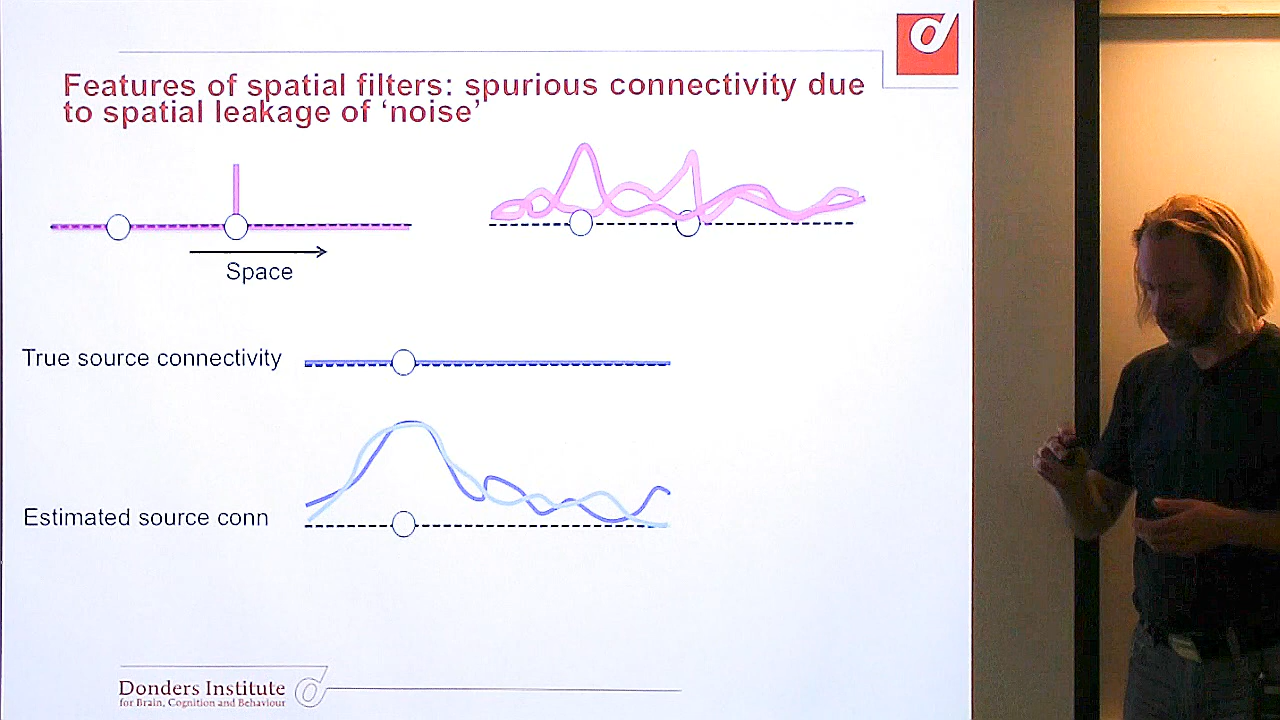 Features of spatial filters: spurious connectivity due
to spatial leakage of ‘noise’
Space
True source connectivity
Estimated source conn
Donders Institute
for Brain, Cognition and Behaviour